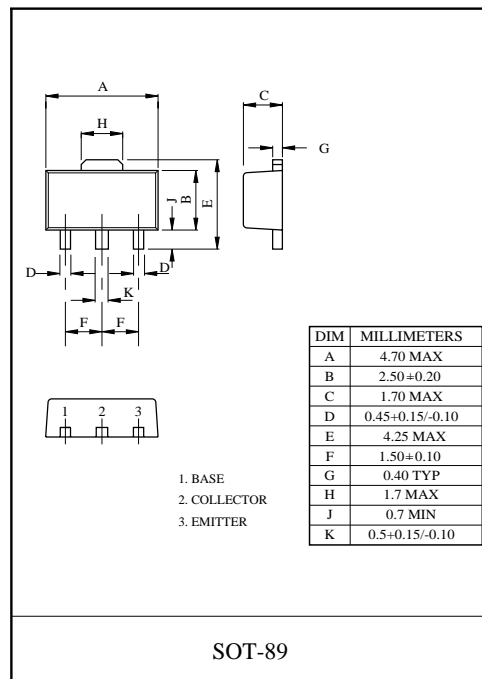 A
H
C
G
J
B
E
D
D
K
F
F
1 2 3
1. BASE
2. COLLECTOR
3. EMITTER
DIM MILLIMETERS
A 4.70 MAX
B 2.50±0.20
C 1.70 MAX
D 0.45+0.15/-0.10
E 4.25 MAX
F 1.50±0.10
G 0.40 TYP
H 1.7 MAX
J 0.7 MIN
K 0.5+0.15/-0.10
SOT-89